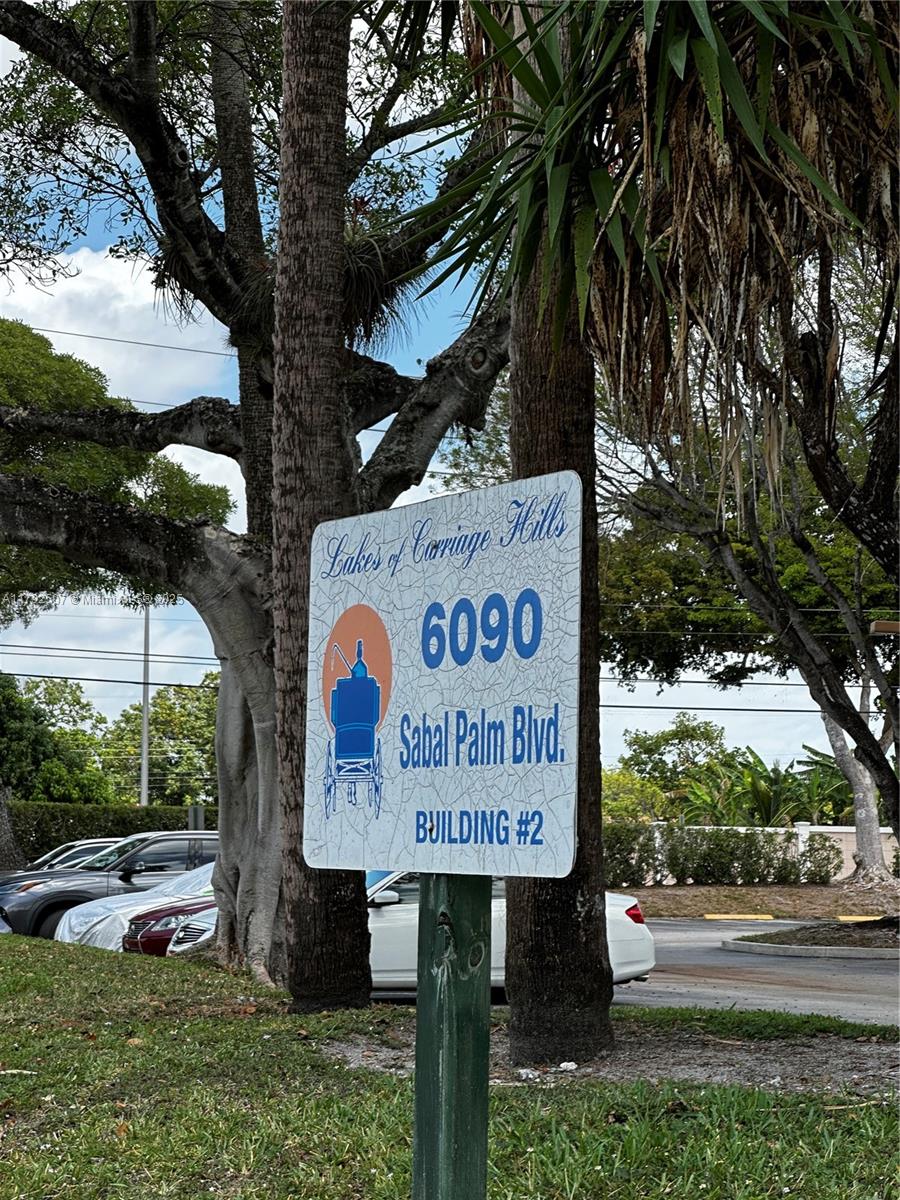 Lakes of Carriage Hills
6090
Sabal Palm Blvd.
BUILDING #2